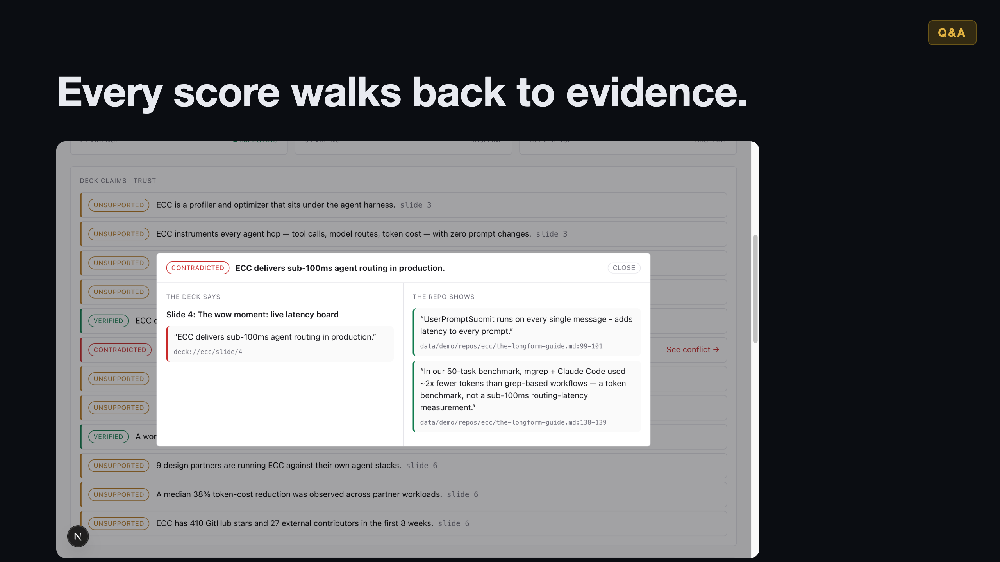 Q&A
Every score walks back to evidence.
2 EVIDENCE
IMPROVING
BASELINE
BASELINE
DECK CLAIMS · TRUST
UNSUPPORTED ECC is a profiler and optimizer that sits under the agent harness. slide 3
UNSUPPORTED ECC instruments every agent hop — tool calls, model routes, token cost — with zero prompt changes. slide 3
UNSUPPORTED
CONTRADICTED ECC delivers sub-100ms agent routing in production. CLOSE
THE DECK SAYS
Slide 4: The wow moment: live latency board
“ECC delivers sub-100ms agent routing in production.”
deck://ecc/slide/4
THE REPO SHOWS
“UserPromptSubmit runs on every single message - adds
latency to every prompt.”
data/demo/repos/ecc/the-longform-guide.md:99-101
“In our 50-task benchmark, mgrep + Claude Code used
~2x fewer tokens than grep-based workflows — a token
benchmark, not a sub-100ms routing-latency
measurement.”
data/demo/repos/ecc/the-longform-guide.md:138-139
UNSUPPORTED
VERIFIED ECC
CONTRADICTED See conflict →
UNSUPPORTED
UNSUPPORTED
VERIFIED A
UNSUPPORTED 9 design partners are running ECC against their own agent stacks. slide 6
UNSUPPORTED A median 38% token-cost reduction was observed across partner workloads. slide 6
UNSUPPORTED ECC has 410 GitHub stars and 27 external contributors in the first 8 weeks. slide 6
N